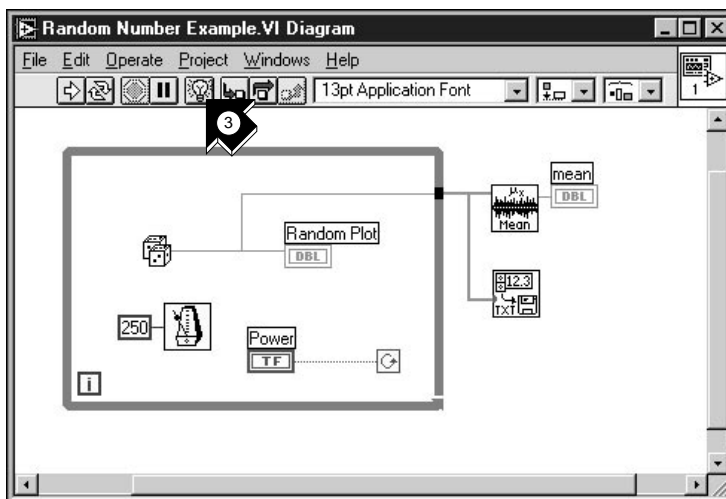 Random Number Example.VI Diagram
File Edit Operate Project Windows Help
13pt Application Font
1
3
mean
DBL
μx
Mean
Random Plot
DBL
12.3
TXT
250
Power
TF
i